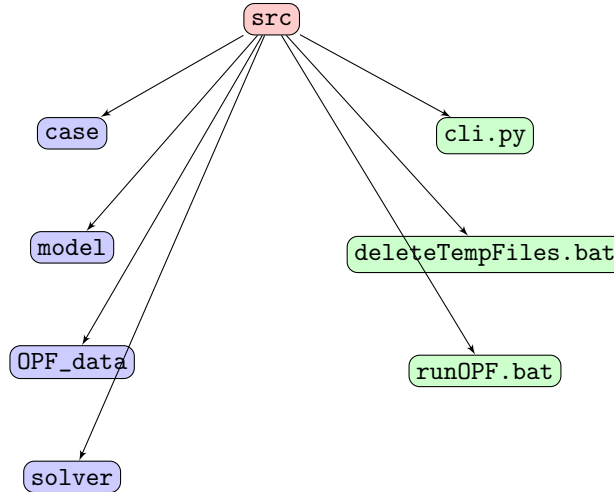 src
case
cli.py
model
deleteTempFiles.bat
OPF_data
runOPF.bat
solver